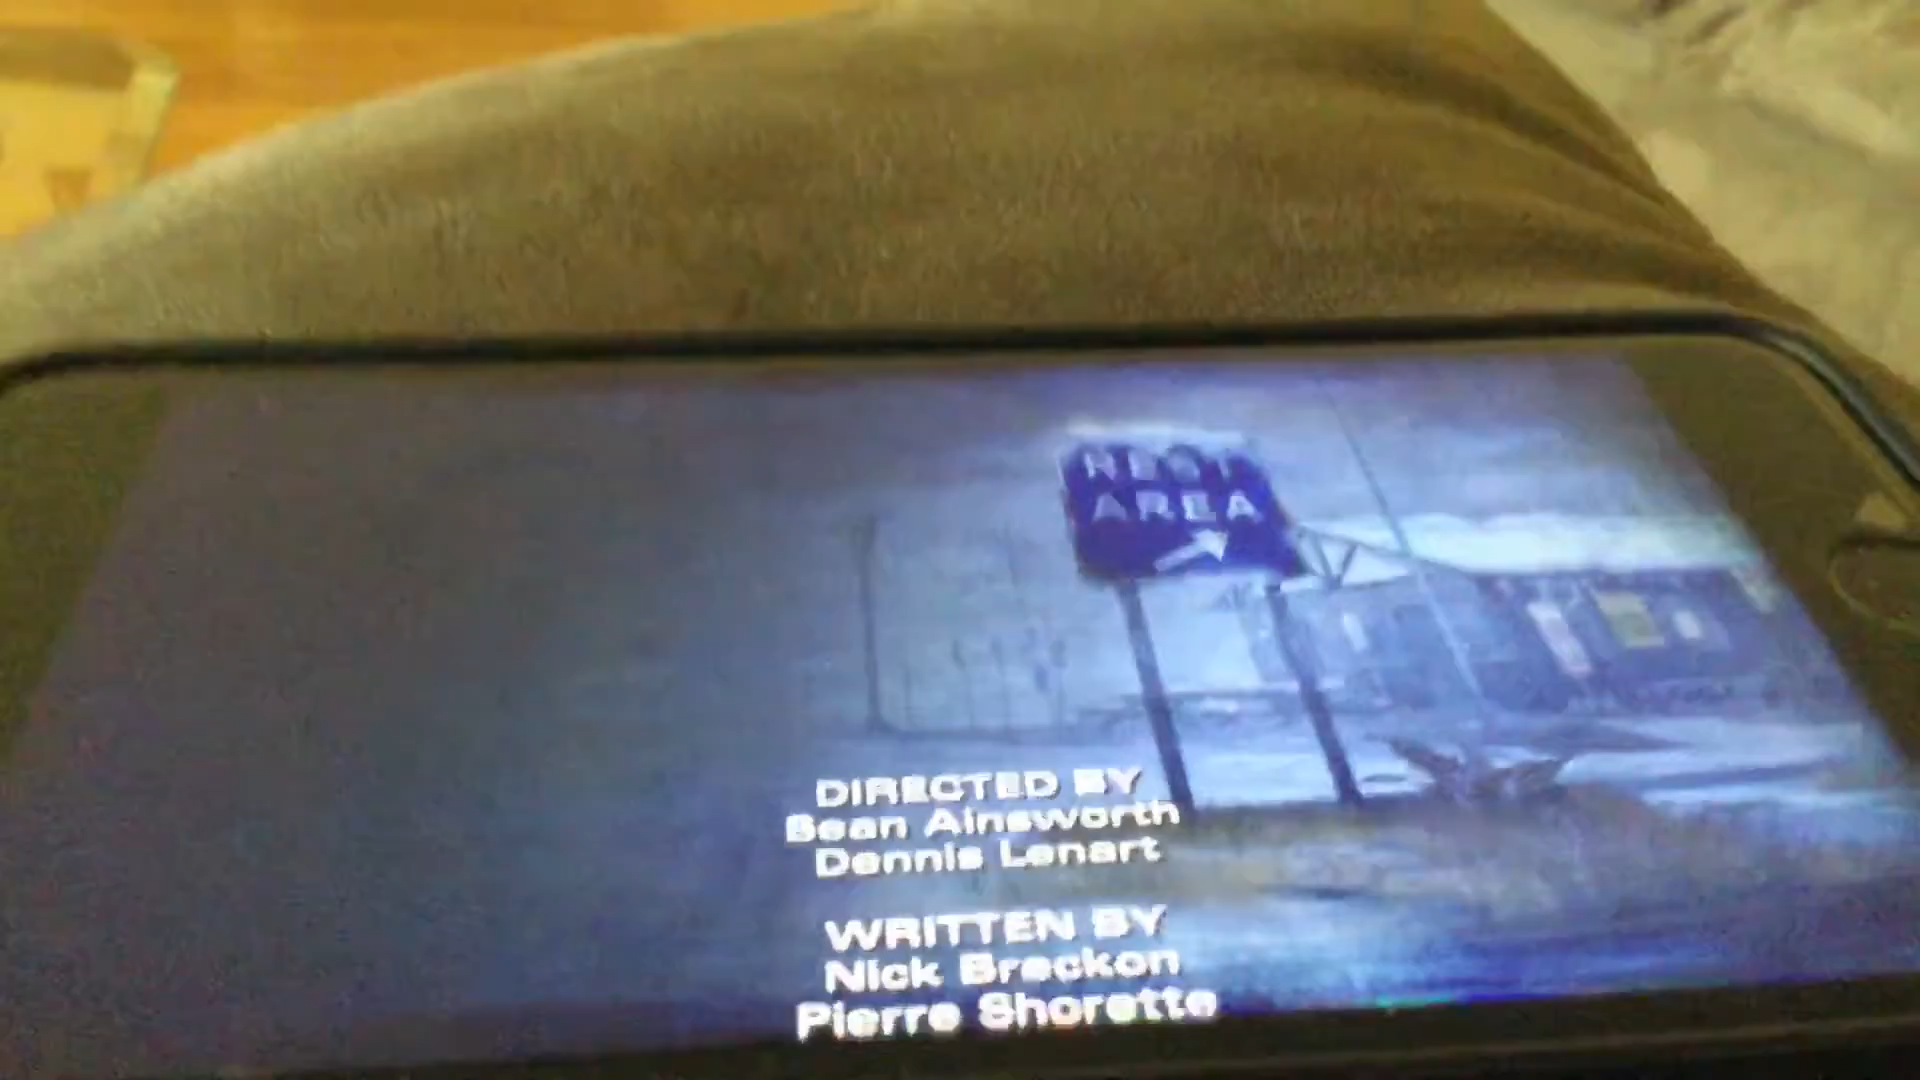 REST
AREA
DIRECTED BY
Sean Ainsworth
Dennis Lenart
WRITTEN BY
Nick Breckon
Pierre Shorette